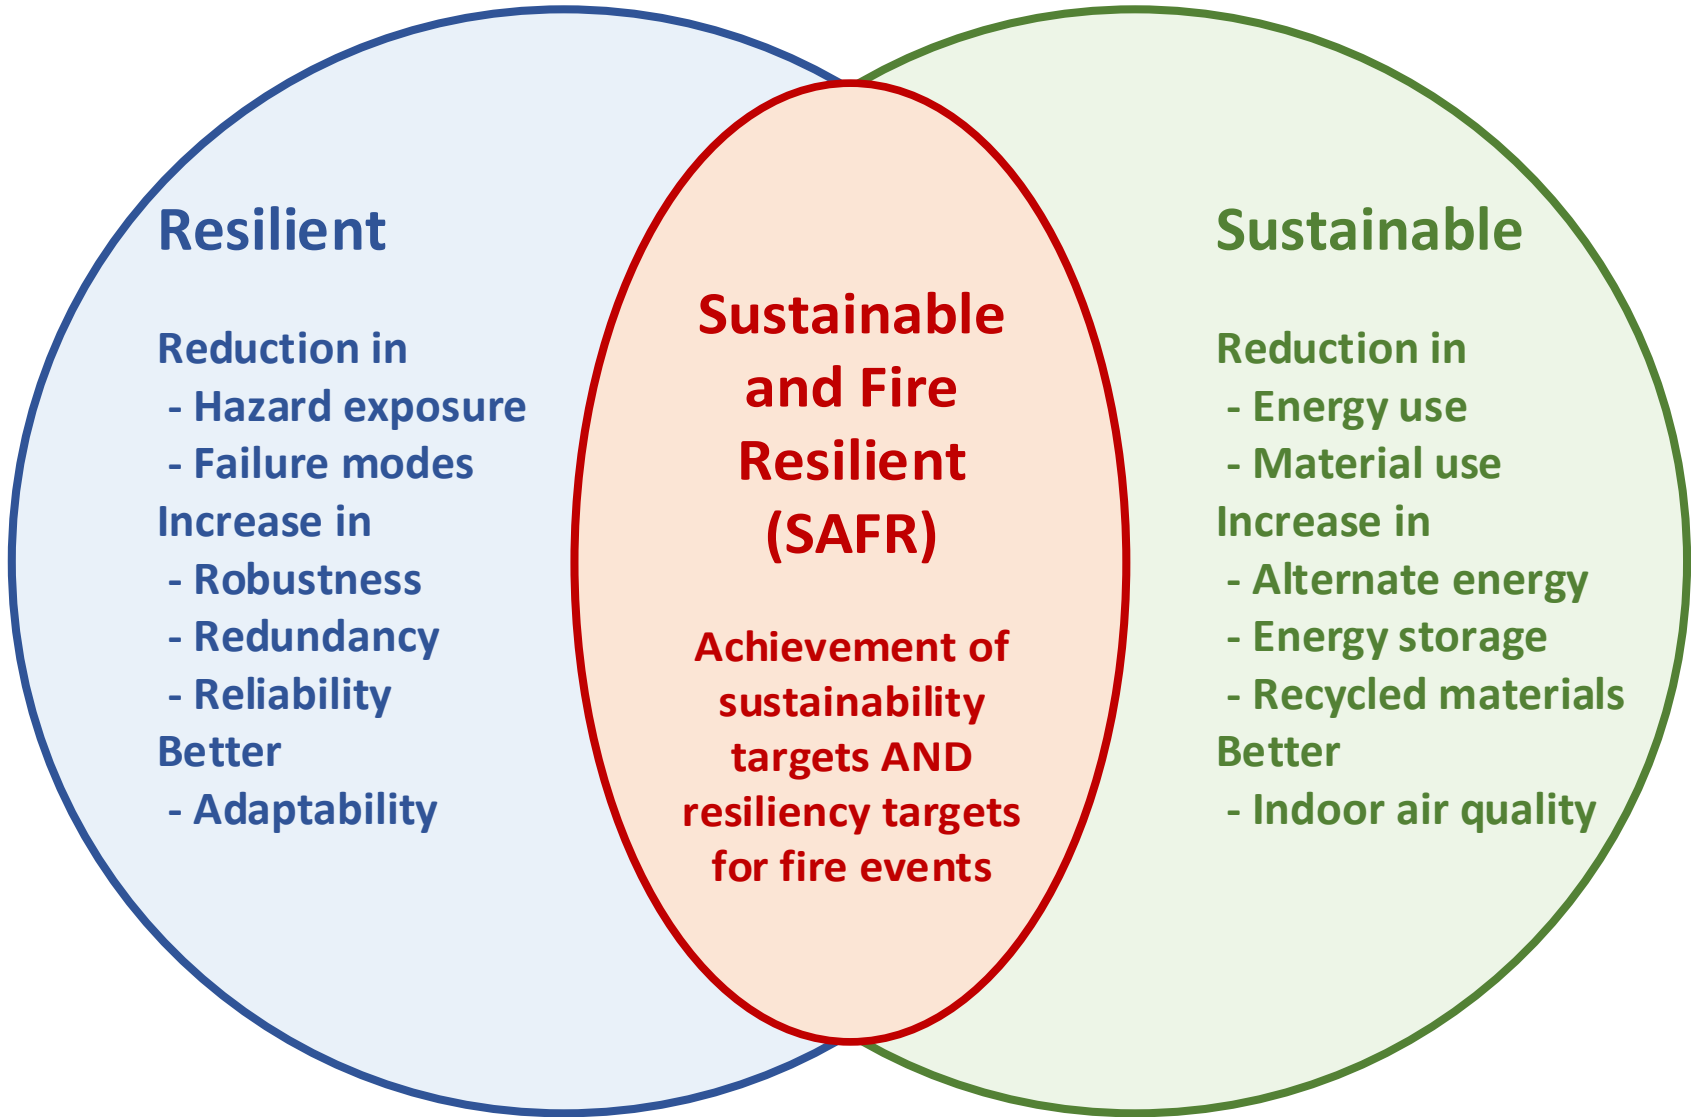 Resilient
Reduction in
- Hazard exposure
- Failure modes
Increase in
- Robustness
- Redundancy
- Reliability
Better
- Adaptability
Sustainable
and Fire
Resilient
(SAFR)
Achievement of
sustainability
targets AND
resiliency targets
for fire events
Sustainable
Reduction in
- Energy use
- Material use
Increase in
- Alternate energy
- Energy storage
- Recycled materials
Better
- Indoor air quality